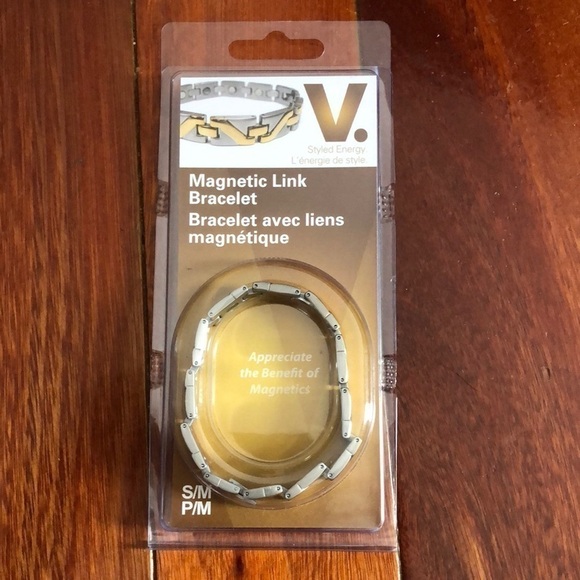 V.
Styled Energy
L'énergie de style
Magnetic Link
Bracelet
Bracelet avec liens
magnétique
Appreciate
the Benefit of
Magnetics
S/M
P/M